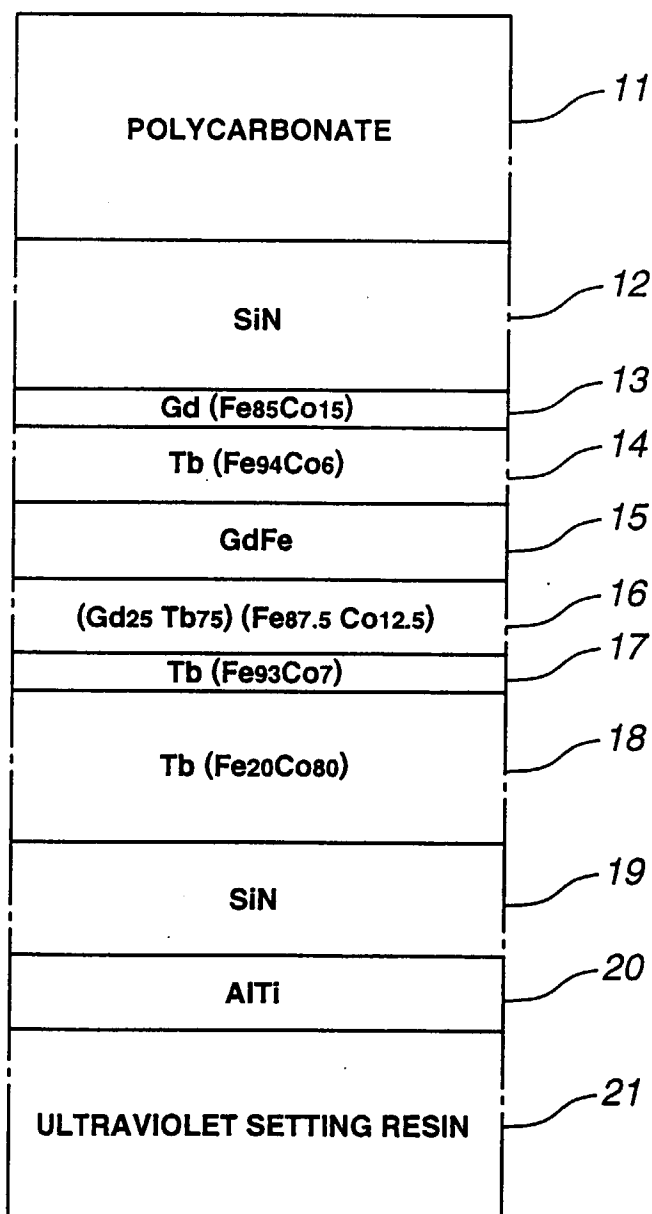 POLYCARBONATE
11
SiN
12
Gd (Fe85Co15)
13
Tb (Fe94Co6)
14
GdFe
15
(Gd25 Tb75) (Fe87.5 Co12.5)
16
Tb (Fe93Co7)
17
Tb (Fe20Co80)
18
SiN
19
AlTi
20
ULTRAVIOLET SETTING RESIN
21